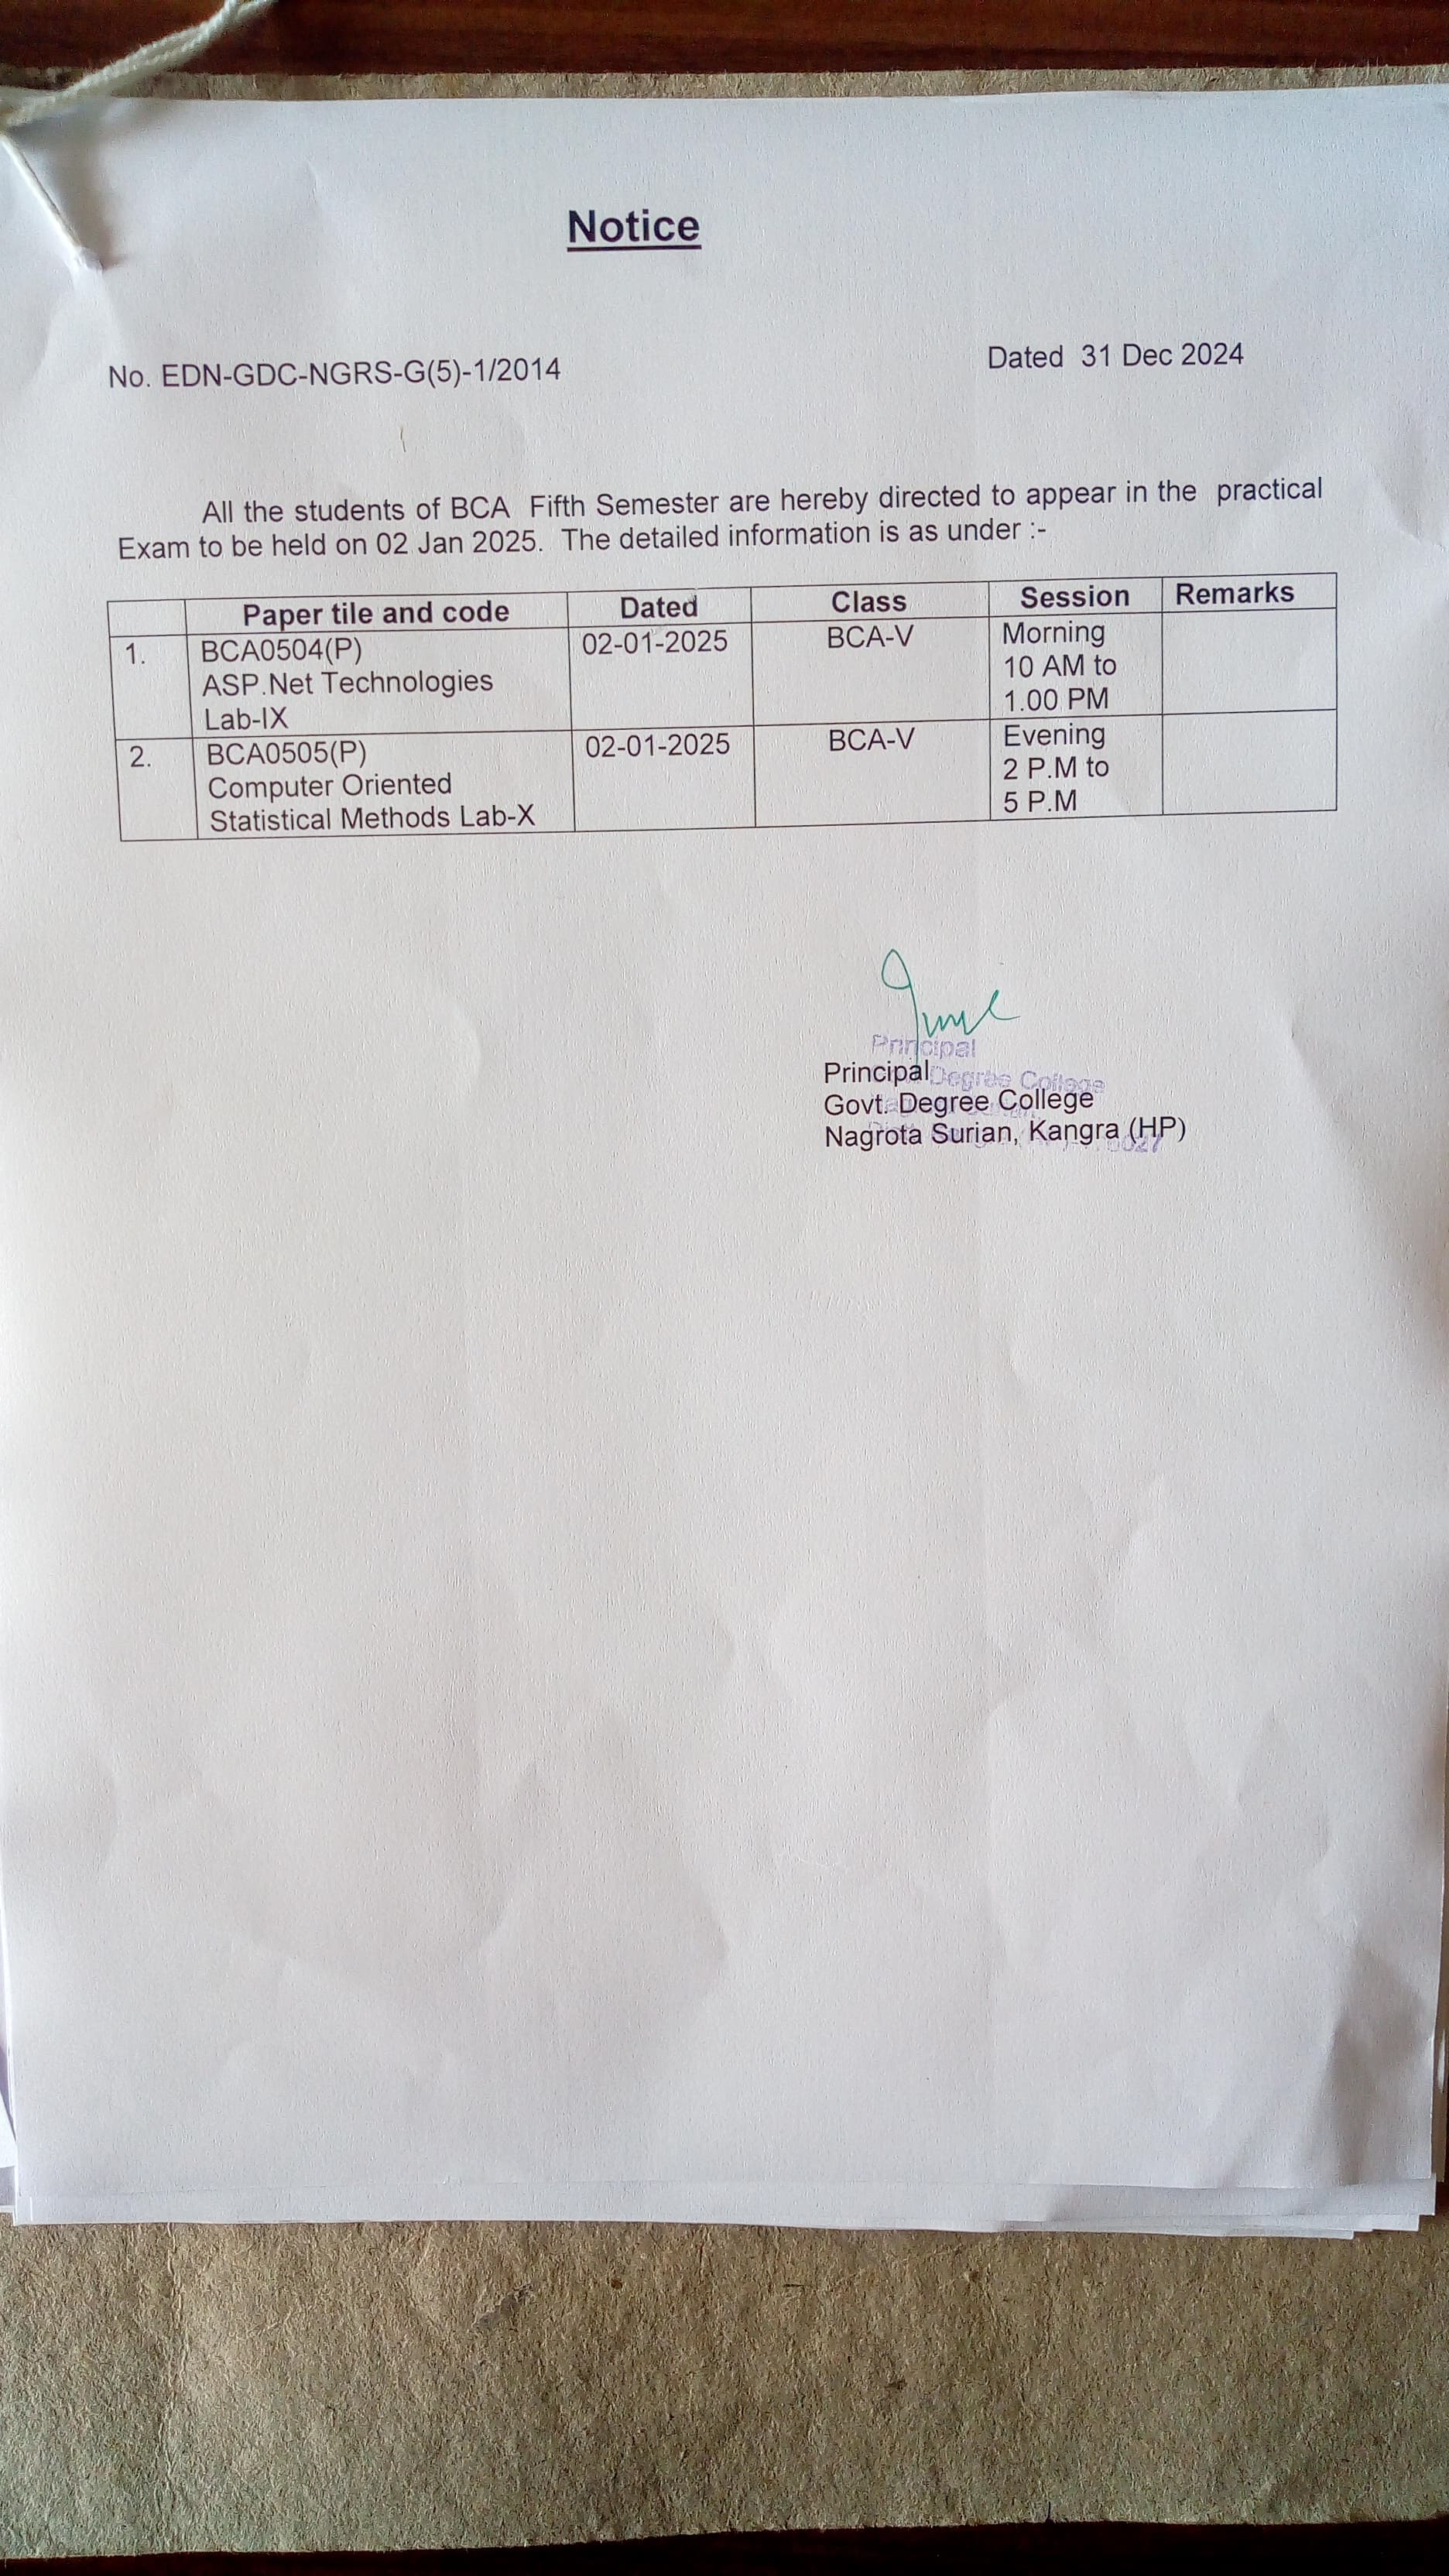 Notice
No. EDN-GDC-NGRS-G(5)-1/2014 Dated 31 Dec 2024
All the students of BCA Fifth Semester are hereby directed to appear in the practical
Exam to be held on 02 Jan 2025. The detailed information is as under :-
Paper tile and code Dated Class Session Remarks
1. BCA0504(P) 02-01-2025 BCA-V Morning
ASP.Net Technologies 10 AM to
Lab-IX 1.00 PM
2. BCA0505(P) 02-01-2025 BCA-V Evening
Computer Oriented 2 P.M to
Statistical Methods Lab-X 5 P.M
Principal
Degree College
Principal
Govt. Degree College
Nagrota Surian, Kangra (HP)